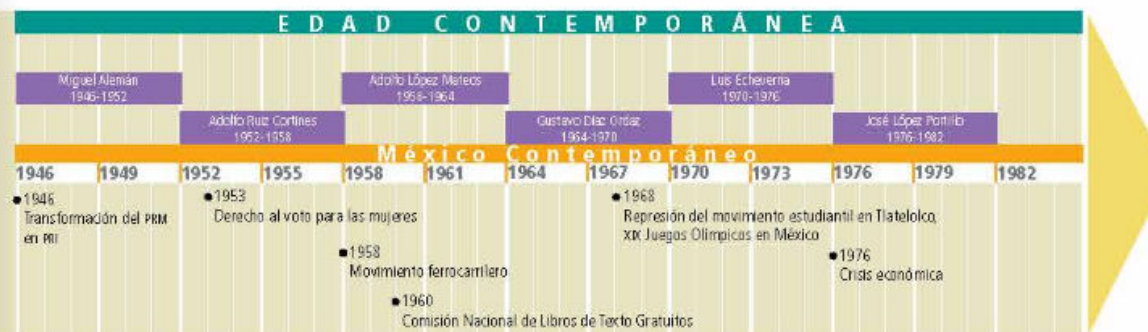 EDAD CONTEMPORÁNEA
Miguel Alemán
1946-1952
Adolfo López Mateos
1958-1964
Luis Echeverría
1970-1976
Adolfo Ruiz Cortines
1952-1958
Gustavo Díaz Ordaz
1964-1970
José López Portillo
1976-1982
México Contemporáneo
1946 1949 1952 1955 1958 1961 1964 1967 1970 1973 1976 1979 1982
1946
Transformación del PRM
en PRI
1953
Derecho al voto para las mujeres
1958
Movimiento ferrocarrilero
1960
Comisión Nacional de Libros de Texto Gratuitos
1968
Represión del movimiento estudiantil en Tlatelolco,
XIX Juegos Olímpicos en México
1976
Crisis económica